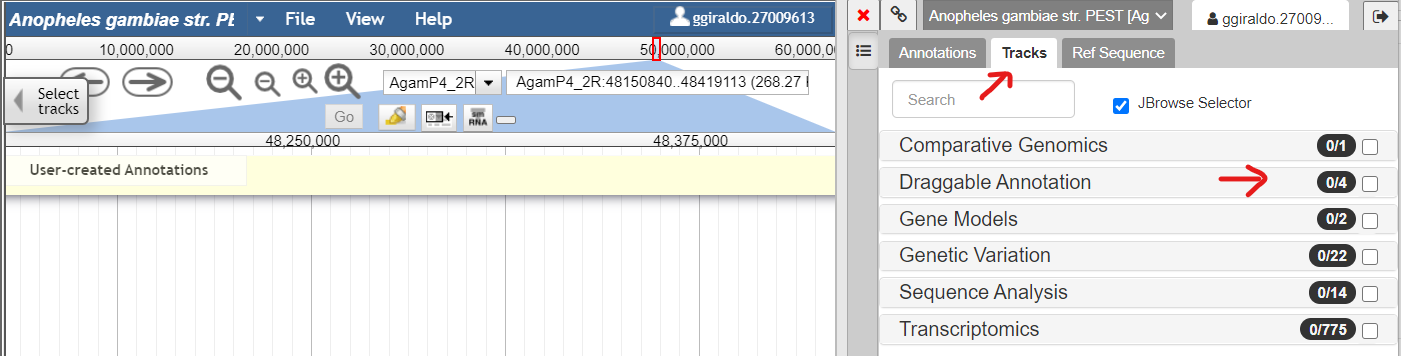 Anopheles gambiae str. PE
File
View
Help
ggiraldo.27009613
0
10,000,000
20,000,000
30,000,000
40,000,000
50,000,000
60,000,0
Select
tracks
AgamP4_2R
AgamP4_2R:48150840..48419113 (268.27
Go
sm
RNA
48,250,000
48,375,000
User-created Annotations
Anopheles gambiae str. PEST [Ag
ggiraldo.27009...
Annotations
Tracks
Ref Sequence
Search
JBrowse Selector
Comparative Genomics
0/1
Draggable Annotation
0/4
Gene Models
0/2
Genetic Variation
0/22
Sequence Analysis
0/14
Transcriptomics
0/775